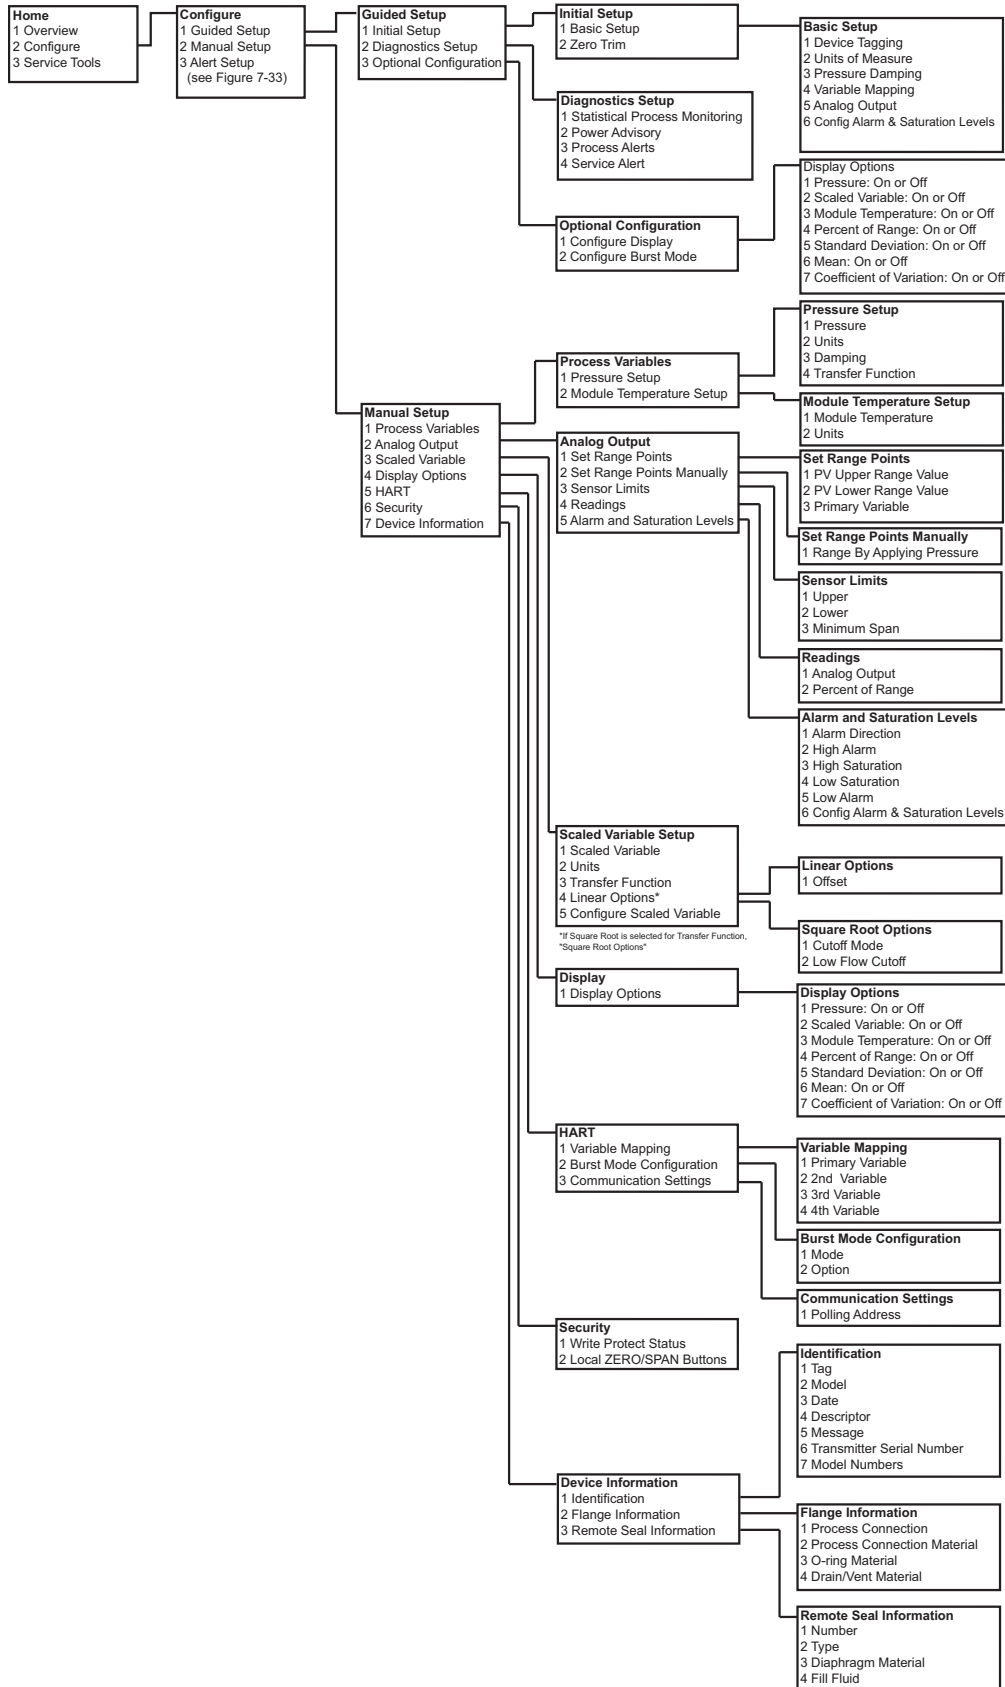 Home
1 Overview
2 Configure
3 Service Tools
Configure
1 Guided Setup
2 Manual Setup
3 Alert Setup
(see Figure 7-33)
Guided Setup
1 Initial Setup
2 Diagnostics Setup
3 Optional Configuration
Initial Setup
1 Basic Setup
2 Zero Trim
Basic Setup
1 Device Tagging
2 Units of Measure
3 Pressure Damping
4 Variable Mapping
5 Analog Output
6 Config Alarm & Saturation Levels
Diagnostics Setup
1 Statistical Process Monitoring
2 Power Advisory
3 Process Alerts
4 Service Alert
Optional Configuration
1 Configure Display
2 Configure Burst Mode
Display Options
1 Pressure: On or Off
2 Scaled Variable: On or Off
3 Module Temperature: On or Off
4 Percent of Range: On or Off
5 Standard Deviation: On or Off
6 Mean: On or Off
7 Coefficient of Variation: On or Off
Manual Setup
1 Process Variables
2 Analog Output
3 Scaled Variable
4 Display Options
5 HART
6 Security
7 Device Information
Process Variables
1 Pressure Setup
2 Module Temperature Setup
Pressure Setup
1 Pressure
2 Units
3 Damping
4 Transfer Function
Module Temperature Setup
1 Module Temperature
2 Units
Analog Output
1 Set Range Points
2 Set Range Points Manually
3 Sensor Limits
4 Readings
5 Alarm and Saturation Levels
Set Range Points
1 PV Upper Range Value
2 PV Lower Range Value
3 Primary Variable
Set Range Points Manually
1 Range By Applying Pressure
Sensor Limits
1 Upper
2 Lower
3 Minimum Span
Readings
1 Analog Output
2 Percent of Range
Alarm and Saturation Levels
1 Alarm Direction
2 High Alarm
3 High Saturation
4 Low Saturation
5 Low Alarm
6 Config Alarm & Saturation Levels
Scaled Variable Setup
1 Scaled Variable
2 Units
3 Transfer Function
4 Linear Options*
5 Configure Scaled Variable
*If Square Root is selected for Transfer Function,
"Square Root Options"
Linear Options
1 Offset
Square Root Options
1 Cutoff Mode
2 Low Flow Cutoff
Display
1 Display Options
Display Options
1 Pressure: On or Off
2 Scaled Variable: On or Off
3 Module Temperature: On or Off
4 Percent of Range: On or Off
5 Standard Deviation: On or Off
6 Mean: On or Off
7 Coefficient of Variation: On or Off
HART
1 Variable Mapping
2 Burst Mode Configuration
3 Communication Settings
Variable Mapping
1 Primary Variable
2 2nd Variable
3 3rd Variable
4 4th Variable
Burst Mode Configuration
1 Mode
2 Option
Communication Settings
1 Polling Address
Security
1 Write Protect Status
2 Local ZERO/SPAN Buttons
Device Information
1 Identification
2 Flange Information
3 Remote Seal Information
Identification
1 Tag
2 Model
3 Date
4 Descriptor
5 Message
6 Transmitter Serial Number
7 Model Numbers
Flange Information
1 Process Connection
2 Process Connection Material
3 O-ring Material
4 Drain/Vent Material
Remote Seal Information
1 Number
2 Type
3 Diaphragm Material
4 Fill Fluid